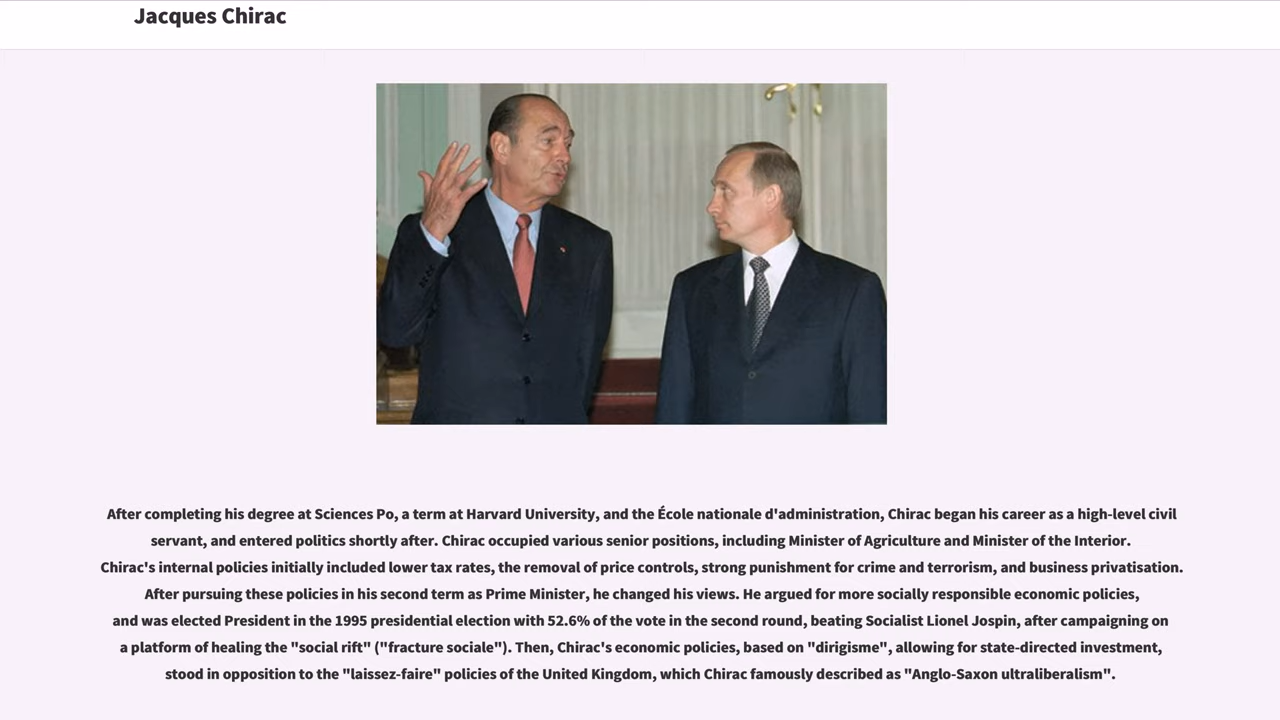 Jacques Chirac
After completing his degree at Sciences Po, a term at Harvard University, and the École nationale d'administration, Chirac began his career as a high-level civil
servant, and entered politics shortly after. Chirac occupied various senior positions, including Minister of Agriculture and Minister of the Interior.
Chirac's internal policies initially included lower tax rates, the removal of price controls, strong punishment for crime and terrorism, and business privatisation.
After pursuing these policies in his second term as Prime Minister, he changed his views. He argued for more socially responsible economic policies,
and was elected President in the 1995 presidential election with 52.6% of the vote in the second round, beating Socialist Lionel Jospin, after campaigning on
a platform of healing the "social rift" ("fracture sociale"). Then, Chirac's economic policies, based on "dirigisme", allowing for state-directed investment,
stood in opposition to the "laissez-faire" policies of the United Kingdom, which Chirac famously described as "Anglo-Saxon ultraliberalism".